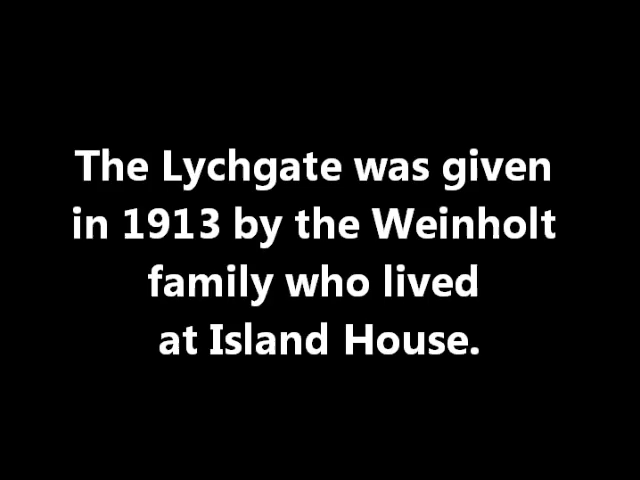 The Lychgate was given
in 1913 by the Weinholt
family who lived
at Island House.